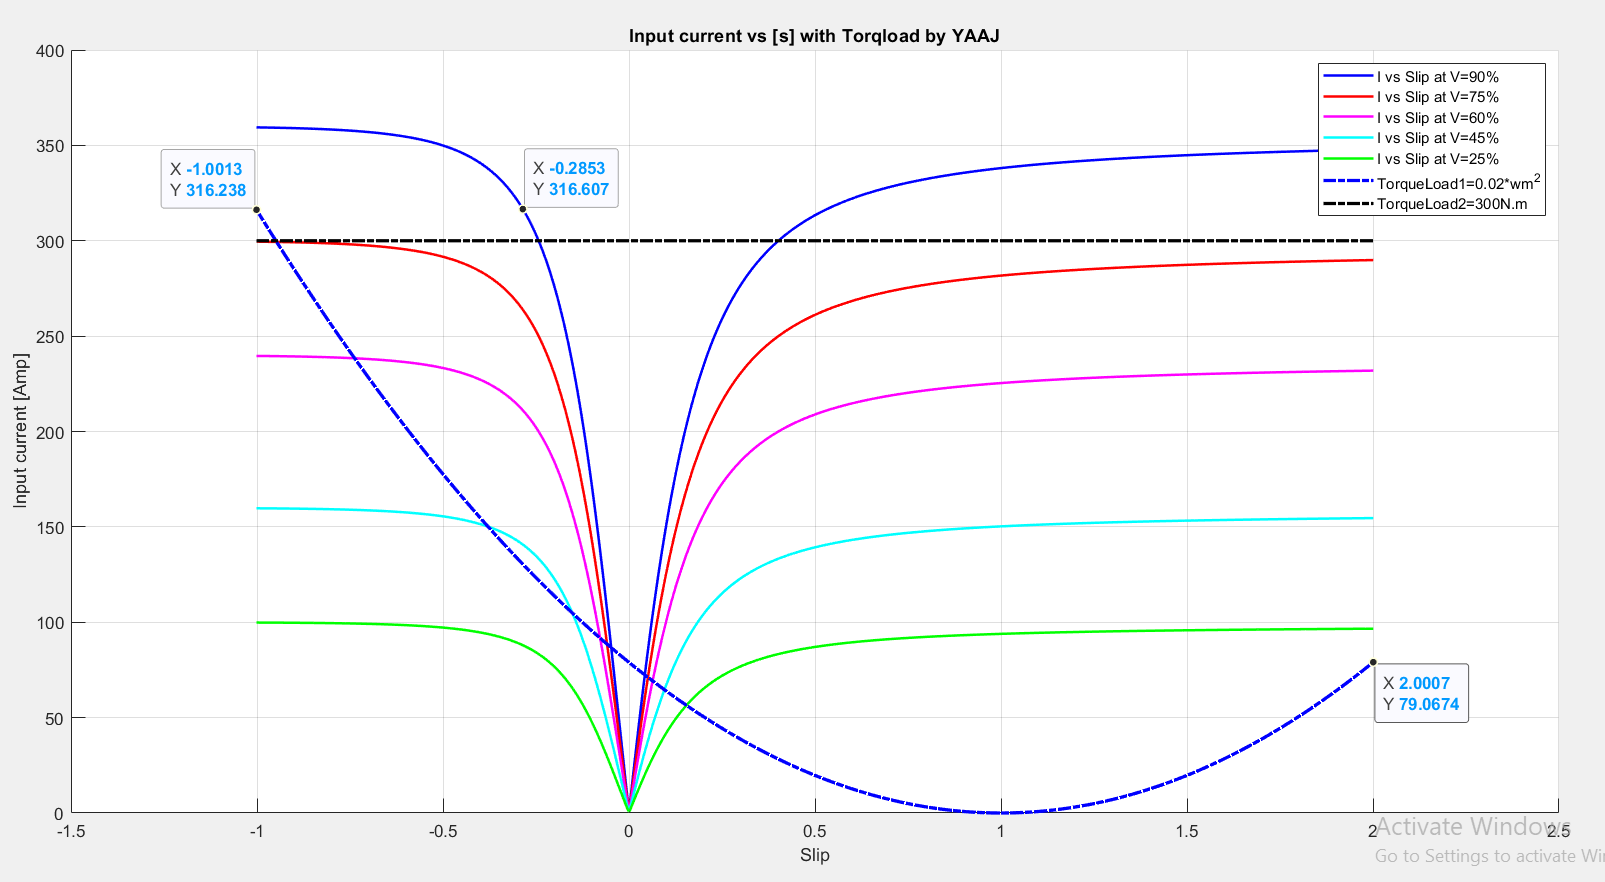 Input current vs [s] with Torqload by YAAJ
400
350
300
250
200
150
100
50
0
Input current [Amp]
X -1.0013
Y 316.238
X -0.2853
Y 316.607
I vs Slip at V=90%
I vs Slip at V=75%
I vs Slip at V=60%
I vs Slip at V=45%
I vs Slip at V=25%
TorqueLoad1=0.02*wm²
TorqueLoad2=300N.m
X 2.0007
Y 79.0674
-1.5 -1 -0.5 0 0.5 1 1.5 2 2.5
Slip
Activate Windows
Go to Settings to activate Wi